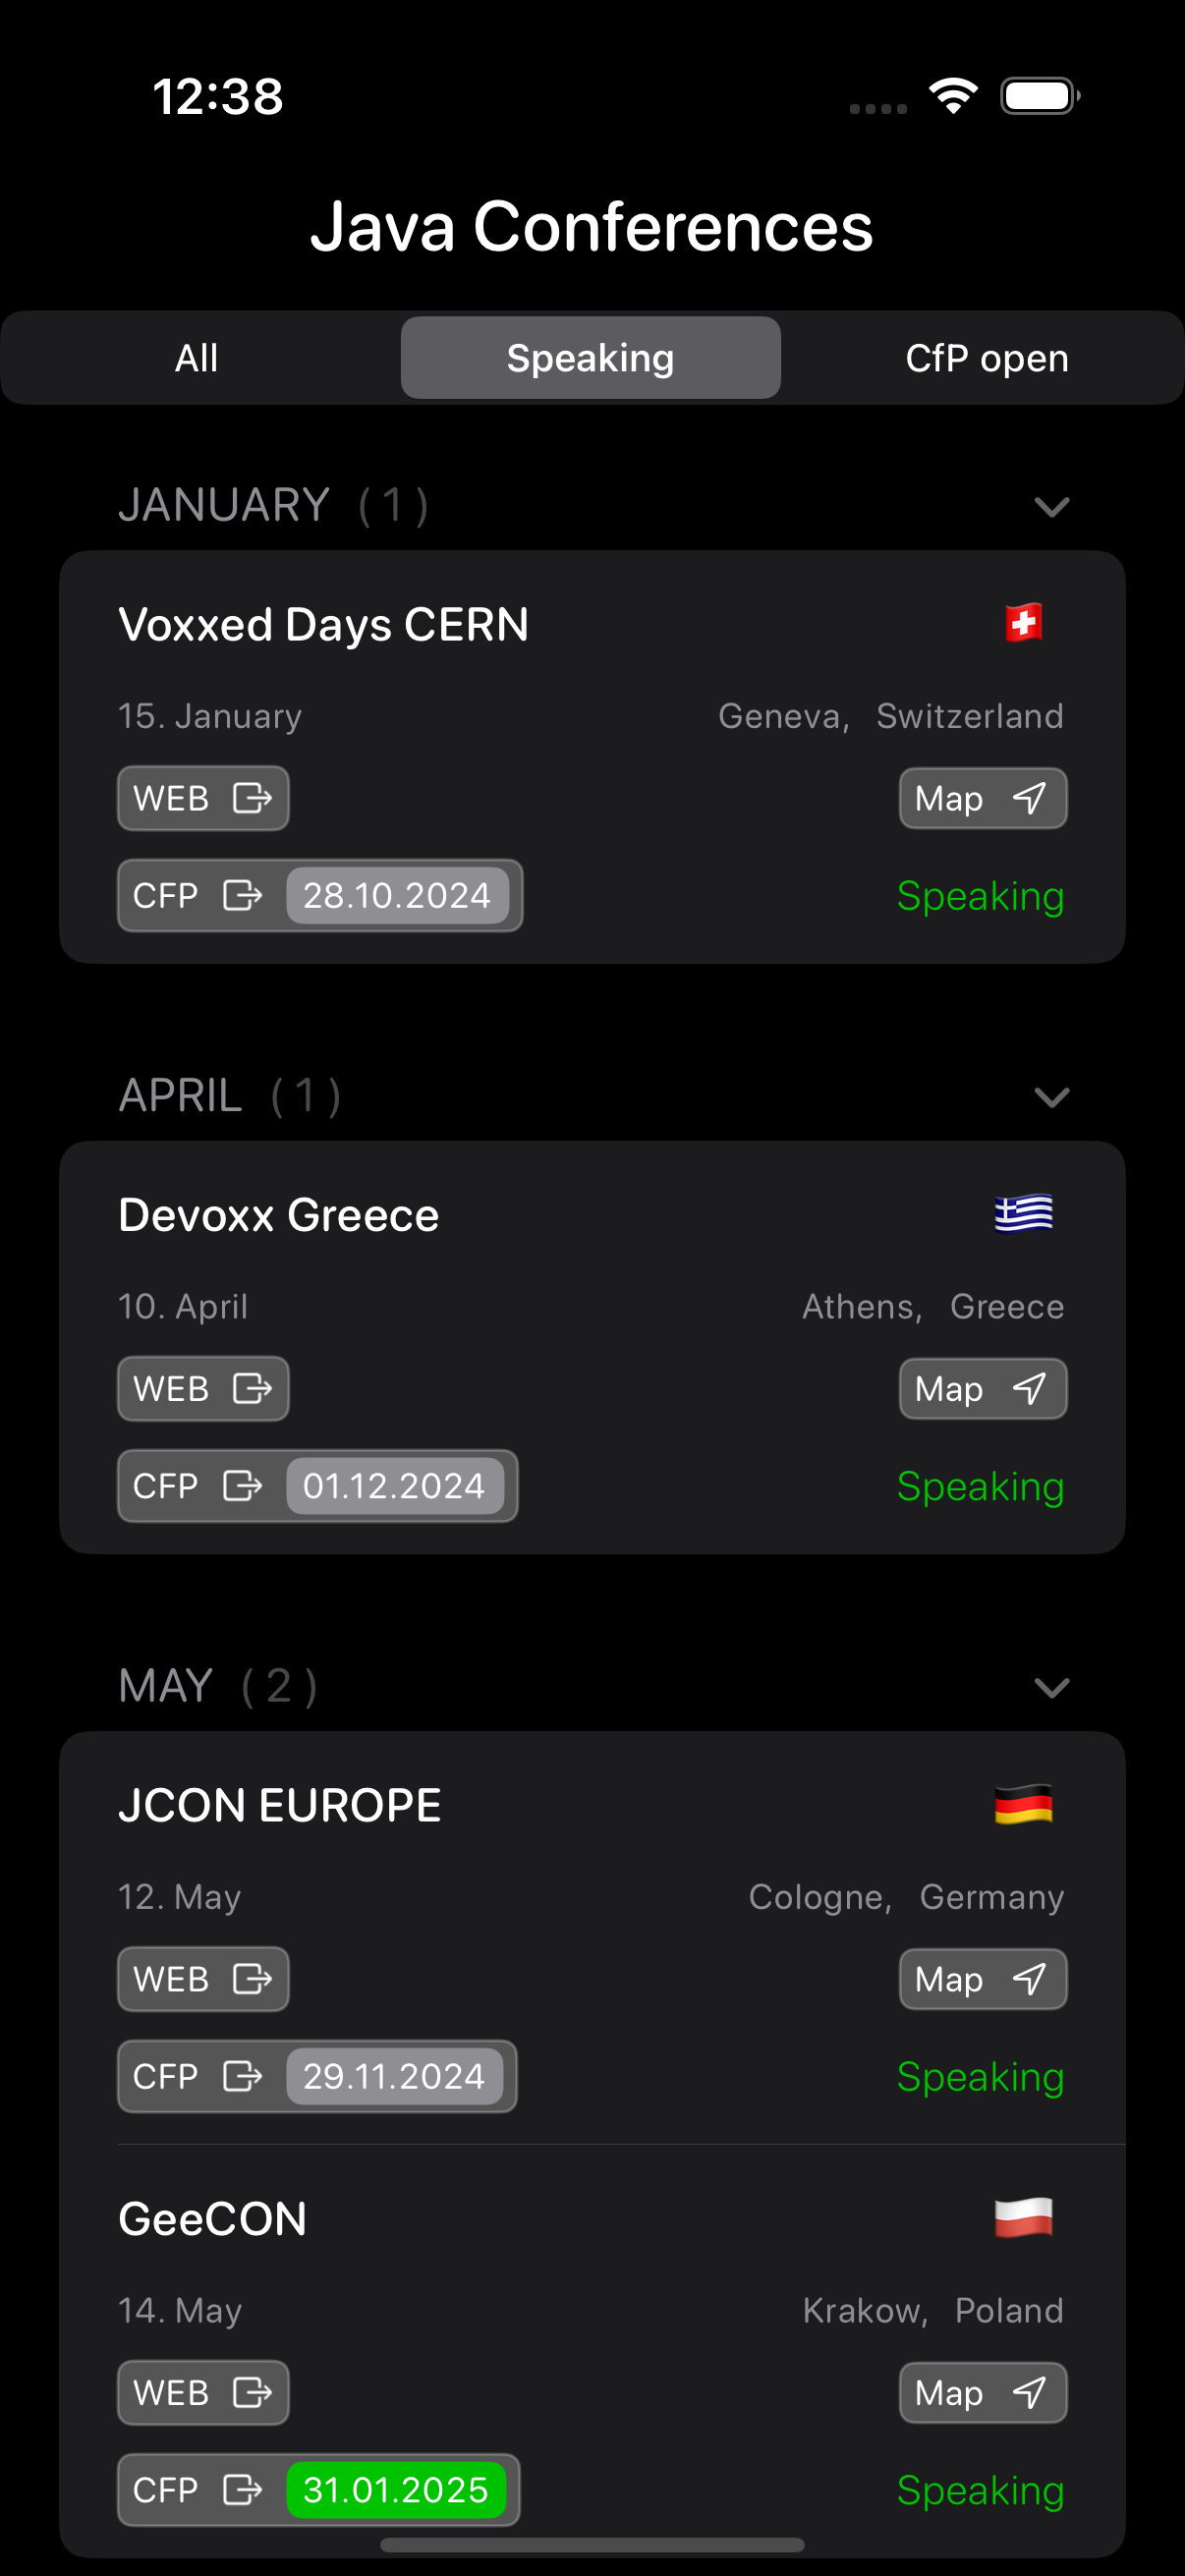 12:38
Java Conferences
All Speaking CfP open
JANUARY (1)
Voxxed Days CERN
15. January Geneva, Switzerland
WEB Map
CFP 28.10.2024 Speaking
APRIL (1)
Devoxx Greece
10. April Athens, Greece
WEB Map
CFP 01.12.2024 Speaking
MAY (2)
JCON EUROPE
12. May Cologne, Germany
WEB Map
CFP 29.11.2024 Speaking
GeeCON
14. May Krakow, Poland
WEB Map
CFP 31.01.2025 Speaking